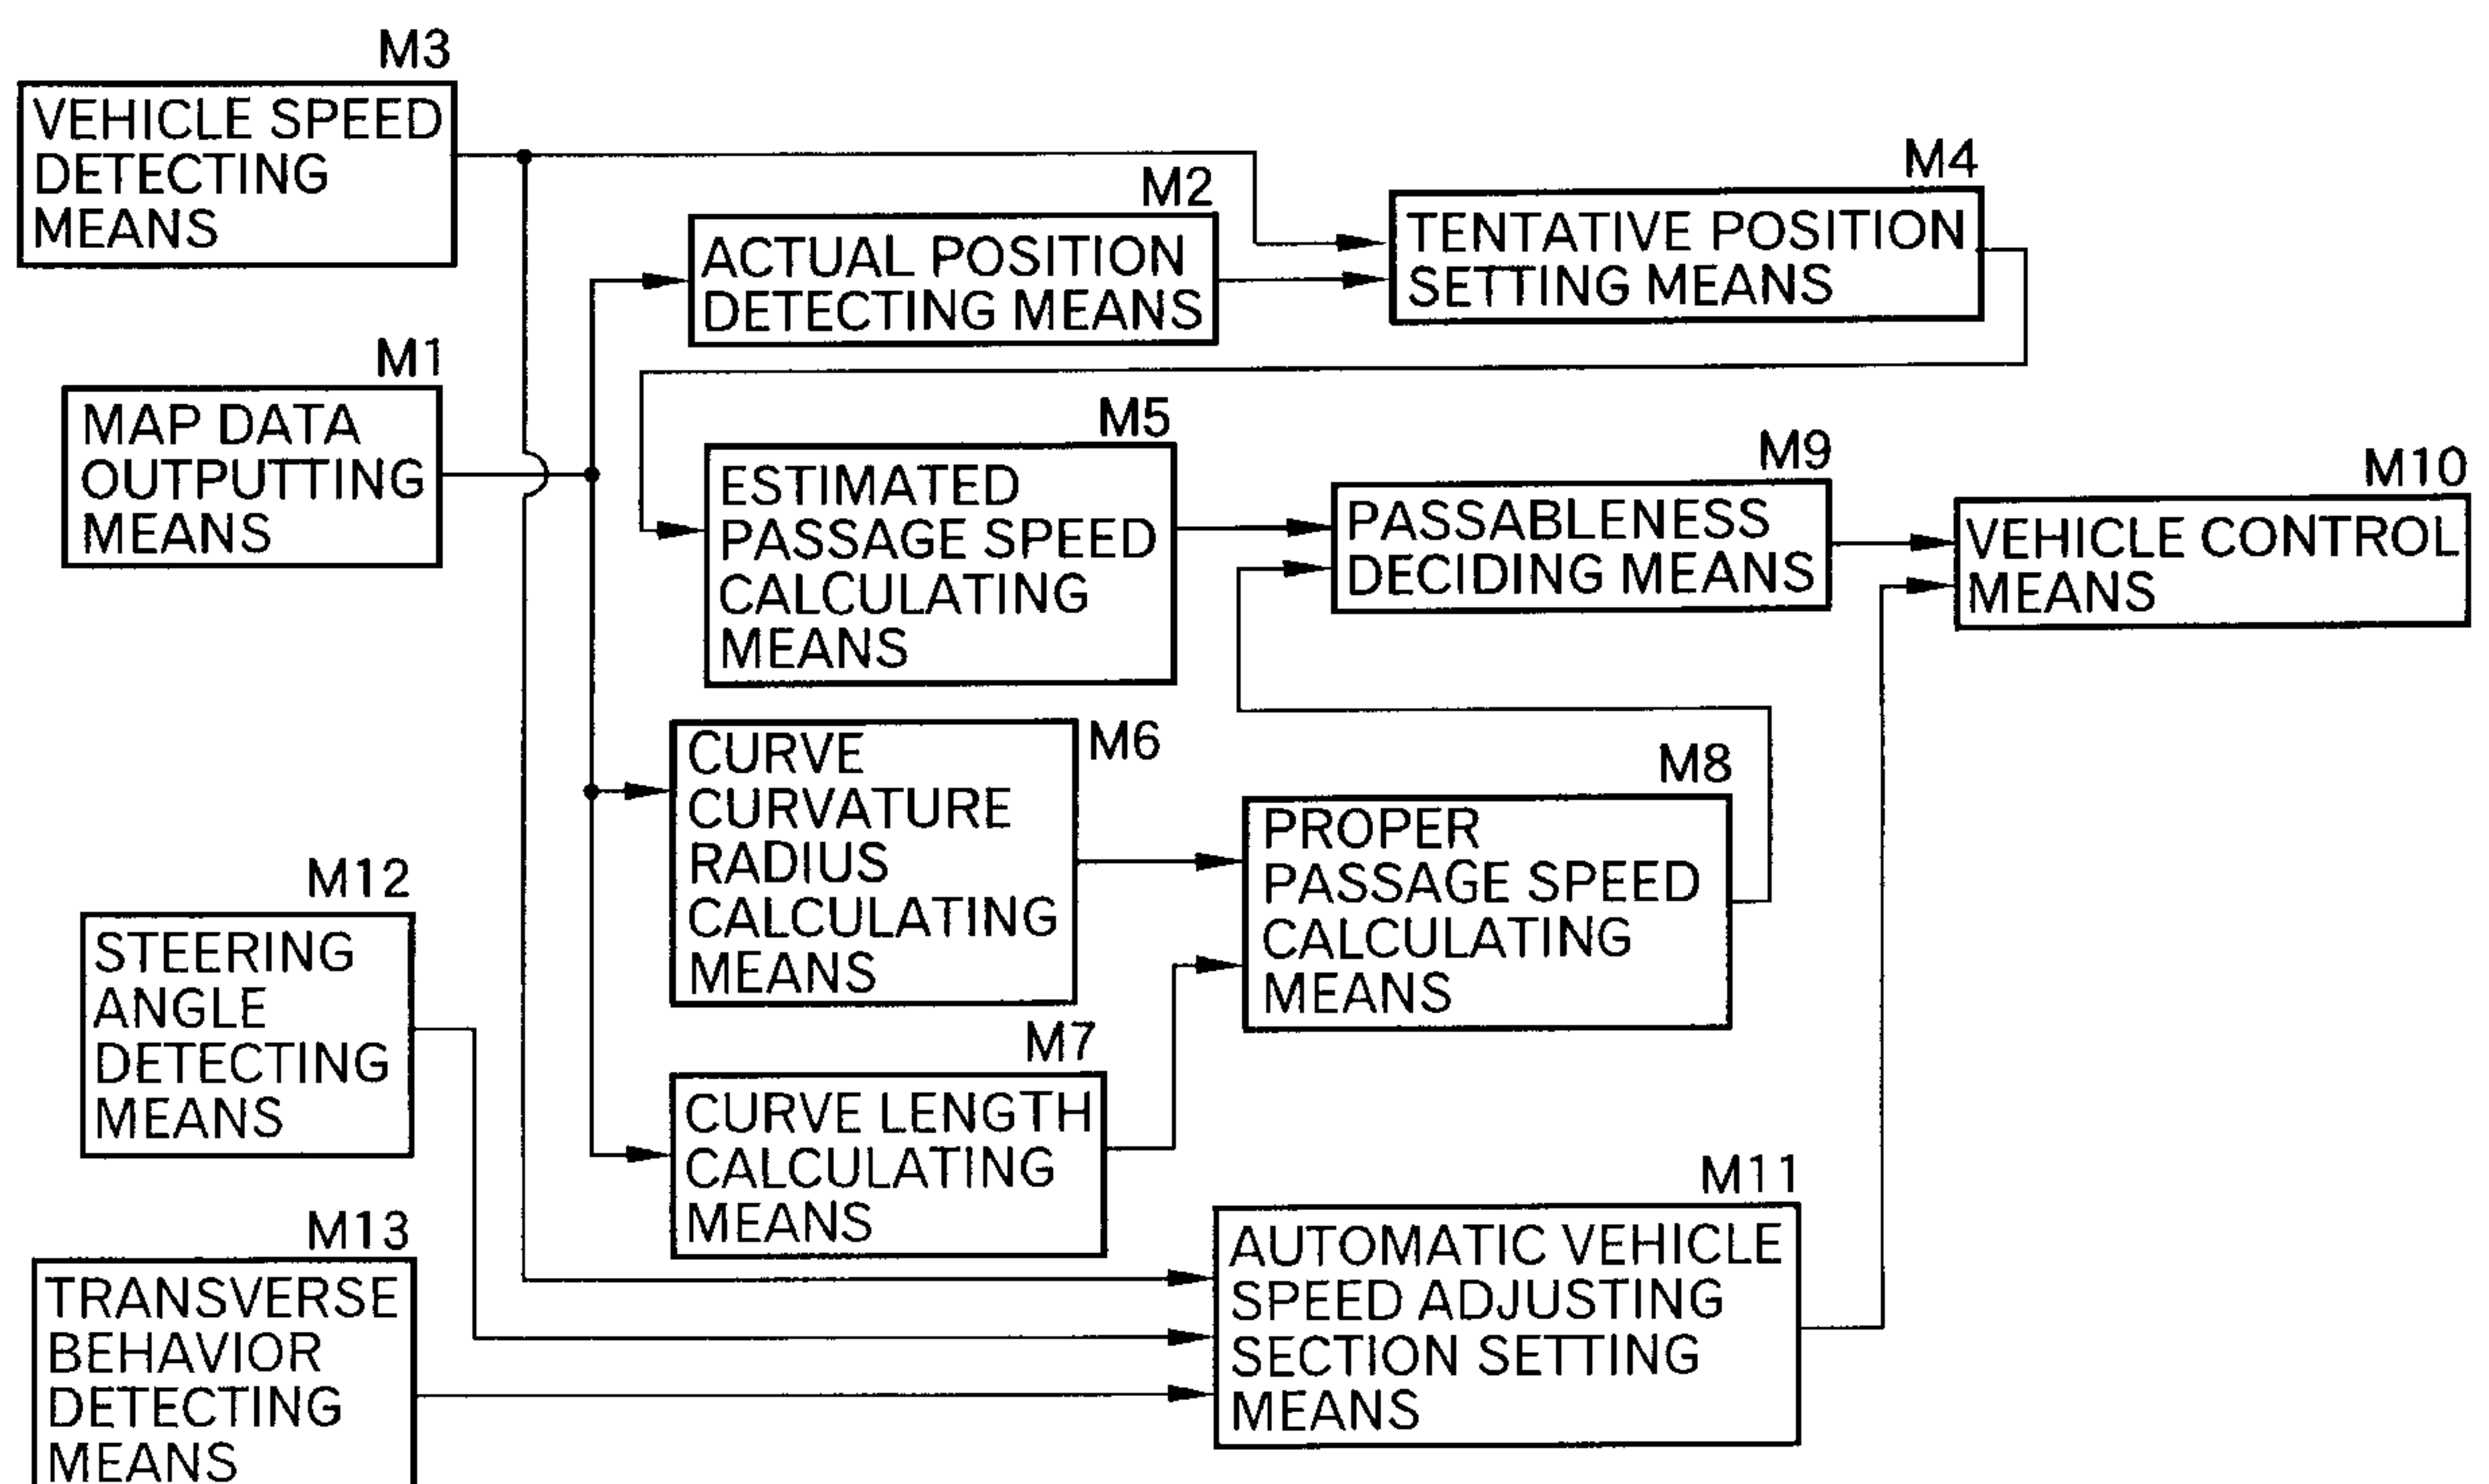 M3
VEHICLE SPEED
DETECTING
MEANS
M2
ACTUAL POSITION
DETECTING MEANS
M4
TENTATIVE POSITION
SETTING MEANS
M1
MAP DATA
OUTPUTTING
MEANS
M5
ESTIMATED
PASSAGE SPEED
CALCULATING
MEANS
M9
PASSABLENESS
DECIDING MEANS
M10
VEHICLE CONTROL
MEANS
M6
CURVE
CURVATURE
RADIUS
CALCULATING
MEANS
M8
PROPER
PASSAGE SPEED
CALCULATING
MEANS
M12
STEERING
ANGLE
DETECTING
MEANS
M7
CURVE LENGTH
CALCULATING
MEANS
M13
TRANSVERSE
BEHAVIOR
DETECTING
MEANS
M11
AUTOMATIC VEHICLE
SPEED ADJUSTING
SECTION SETTING
MEANS